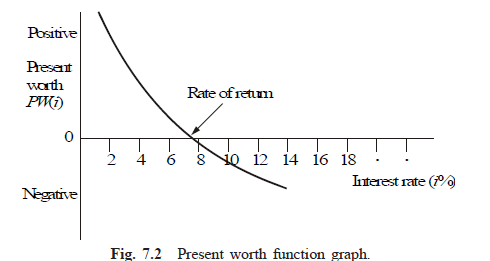 Positive
Present
worth
PW(i)
Rate of return
0
2 4 6 8 10 12 14 16 18 · ·
Interest rate (i%)
Negative
Fig. 7.2 Present worth function graph.